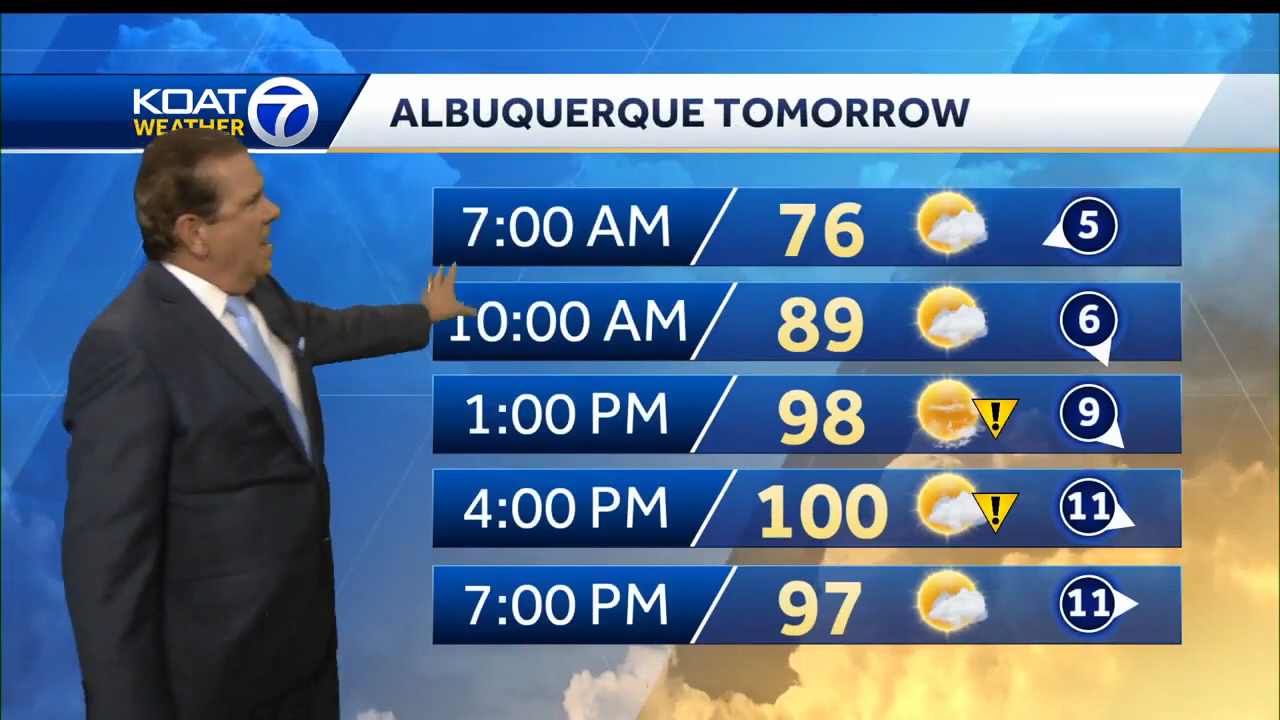 KOAT 7
WEATHER
ALBUQUERQUE TOMORROW
7:00 AM 76 5
10:00 AM 89 6
1:00 PM 98 ! 9
4:00 PM 100 ! 11
7:00 PM 97 11